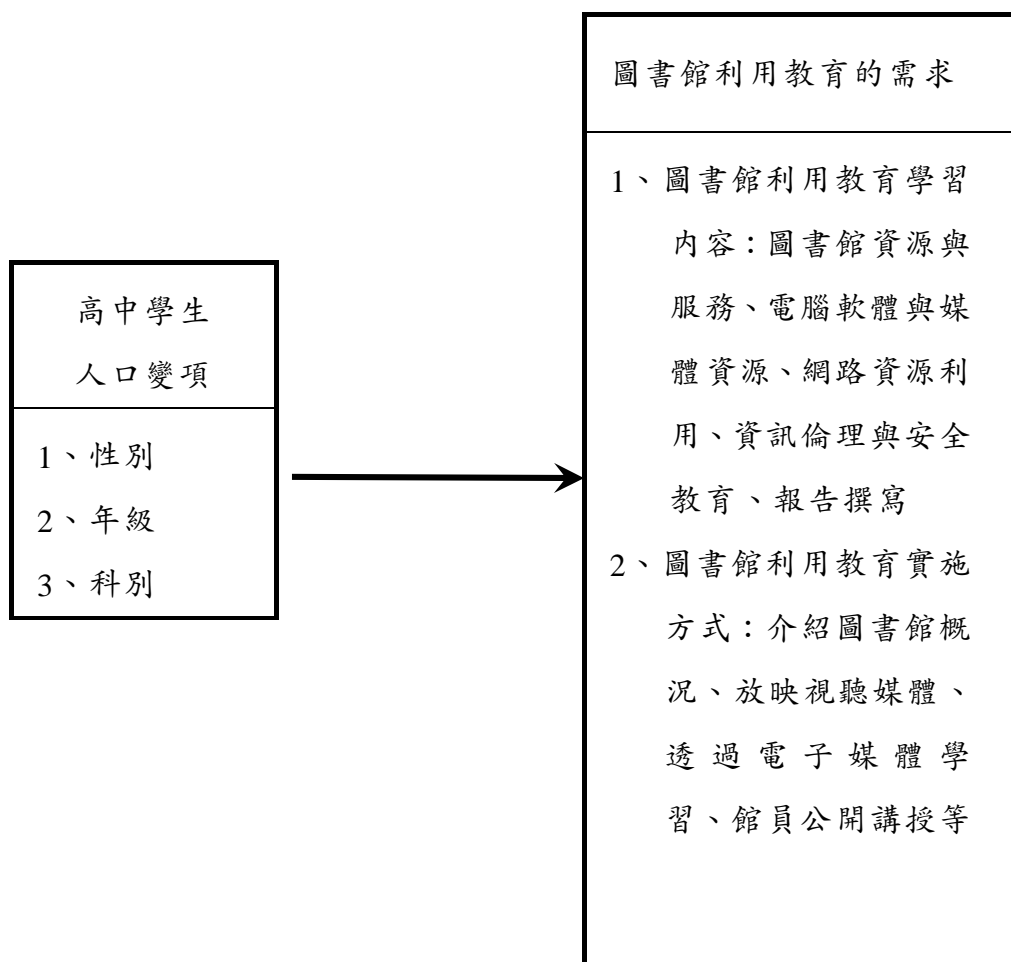 高中學生
人口變項
1、性別
2、年級
3、科別
圖書館利用教育的需求
1、圖書館利用教育學習
內容：圖書館資源與
服務、電腦軟體與媒
體資源、網路資源利
用、資訊倫理與安全
教育、報告撰寫
2、圖書館利用教育實施
方式：介紹圖書館概
況、放映視聽媒體、
透過電子媒體學
習、館員公開講授等